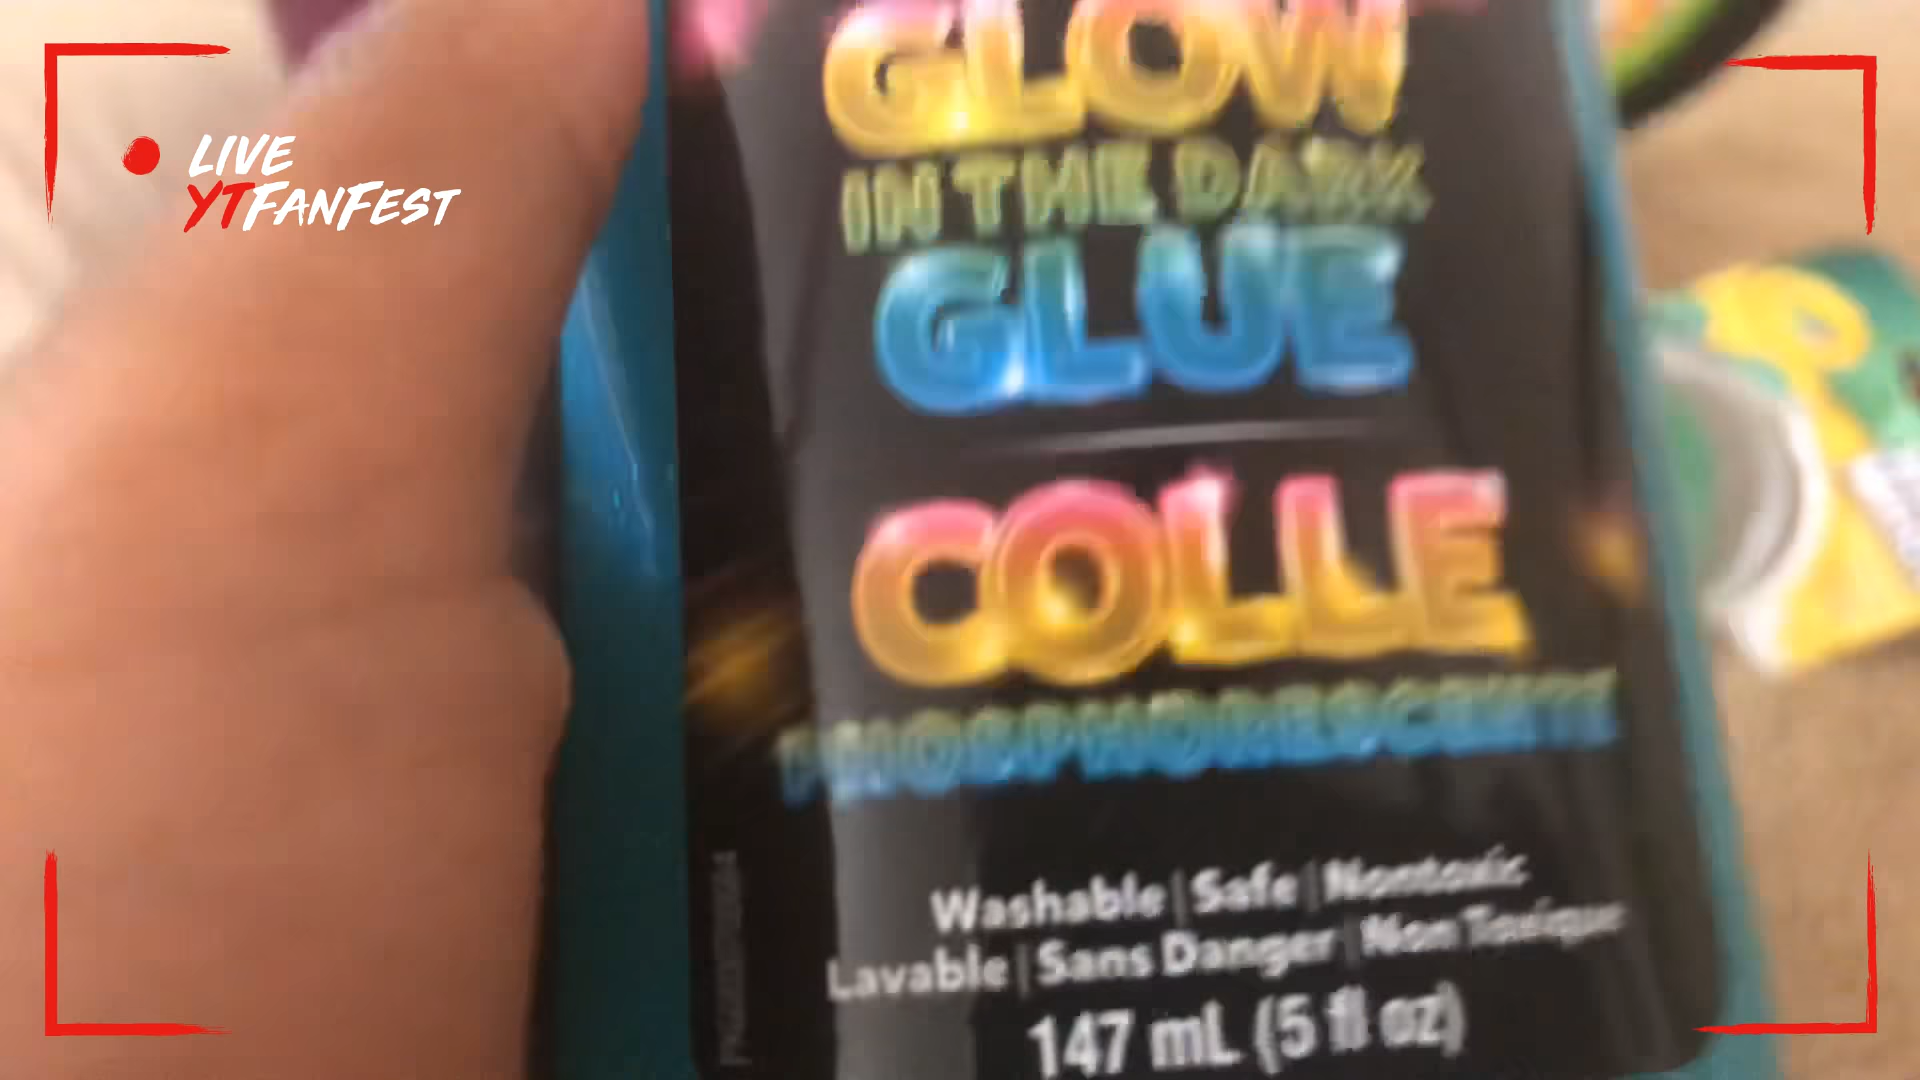 LIVE
YTFANFEST
GLOW
IN THE DARK
GLUE
COLLE
PHOSPHORESCENTE
Washable | Safe | Nontoxic
Lavable | Sans Danger | Non Toxique
147 mL (5 fl oz)